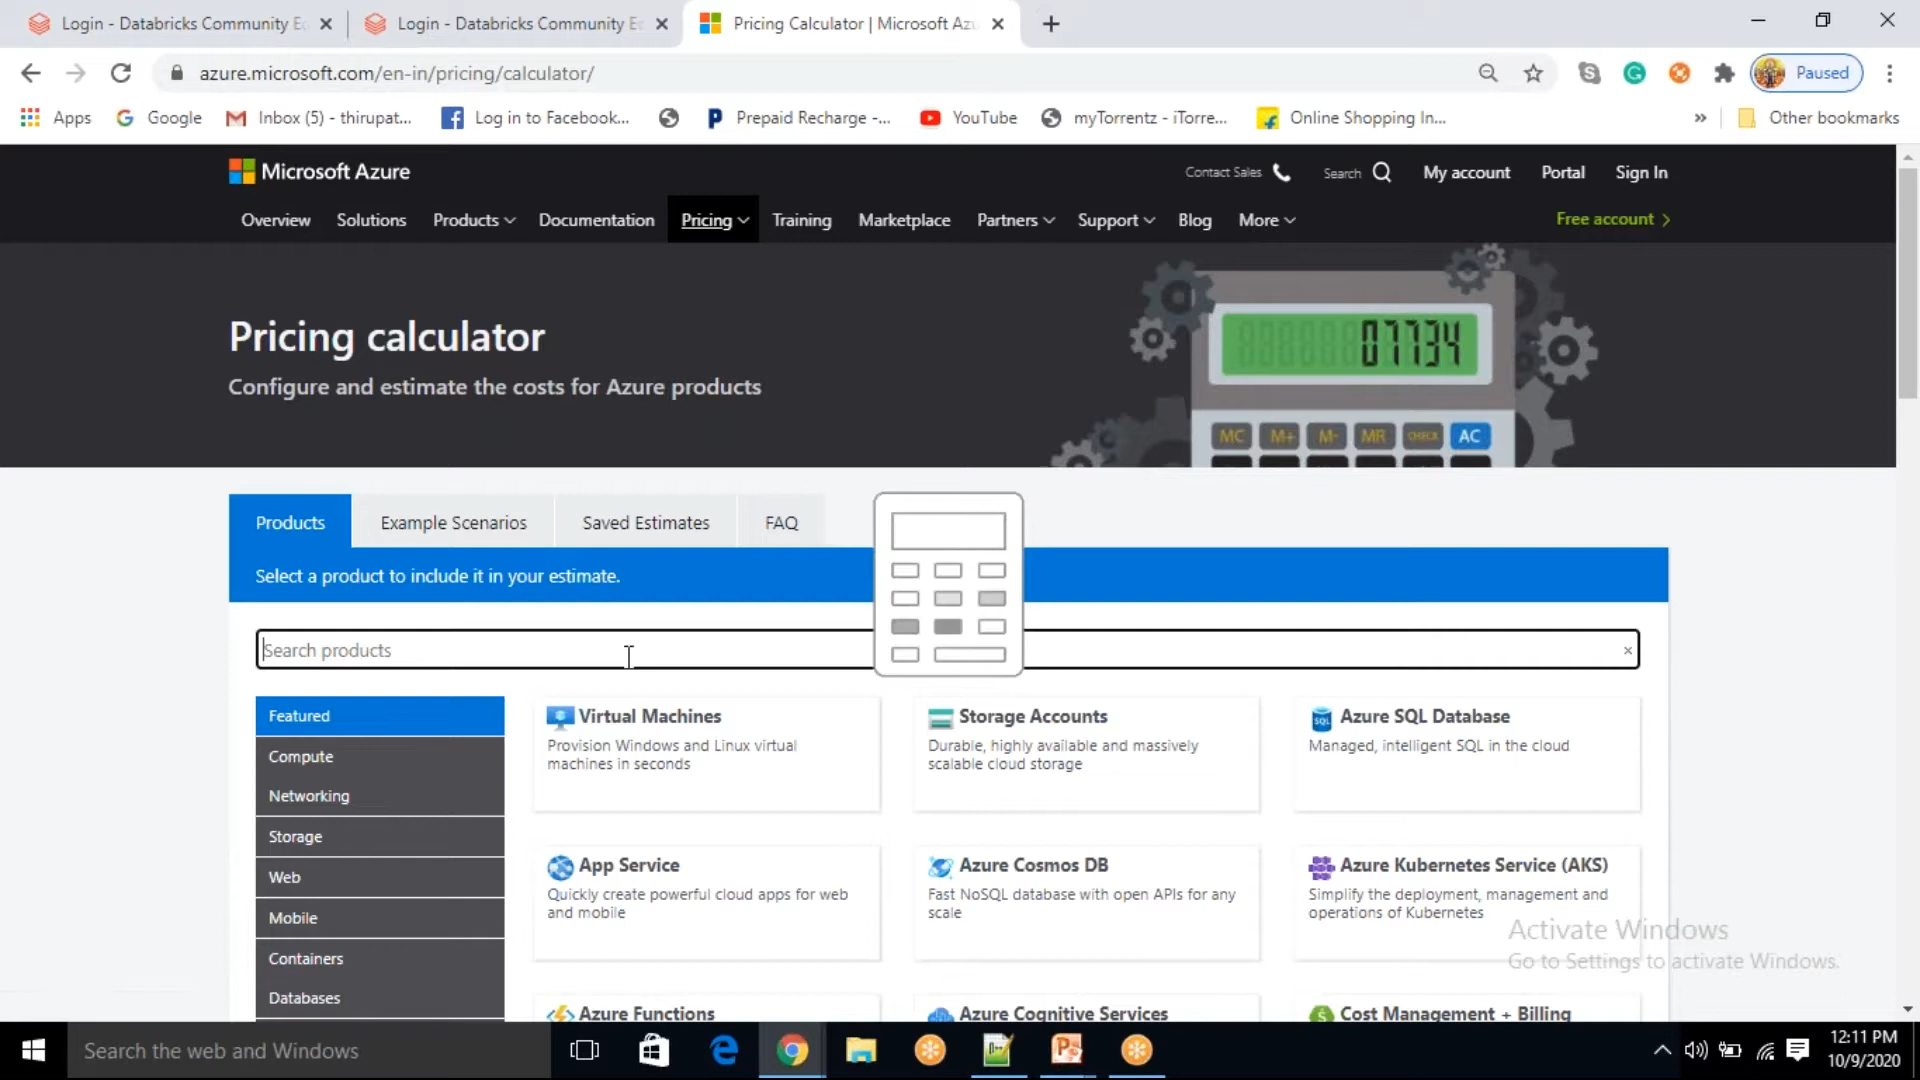 Login - Databricks Community Ec
Login - Databricks Community E
Pricing Calculator | Microsoft Azu
azure.microsoft.com/en-in/pricing/calculator/
Paused
Apps
Google
Inbox (5) - thirupat...
Log in to Facebook...
Prepaid Recharge -...
YouTube
myTorrentz - iTorre...
Online Shopping In...
Other bookmarks
Microsoft Azure
Contact Sales
Search
My account
Portal
Sign In
Overview
Solutions
Products
Documentation
Pricing
Training
Marketplace
Partners
Support
Blog
More
Free account
Pricing calculator
Configure and estimate the costs for Azure products
07734
MC M+ M- MR CHECK AC
Products
Example Scenarios
Saved Estimates
FAQ
Select a product to include it in your estimate.
Search products
Featured
Compute
Networking
Storage
Web
Mobile
Containers
Databases
Virtual Machines
Provision Windows and Linux virtual
machines in seconds
Storage Accounts
Durable, highly available and massively
scalable cloud storage
SQL
Azure SQL Database
Managed, intelligent SQL in the cloud
App Service
Quickly create powerful cloud apps for web
and mobile
Azure Cosmos DB
Fast NoSQL database with open APIs for any
scale
Azure Kubernetes Service (AKS)
Simplify the deployment, management and
operations of Kubernetes
Azure Functions
Azure Cognitive Services
Cost Management + Billing
Activate Windows
Go to Settings to activate Windows.
Search the web and Windows
12:11 PM
10/9/2020